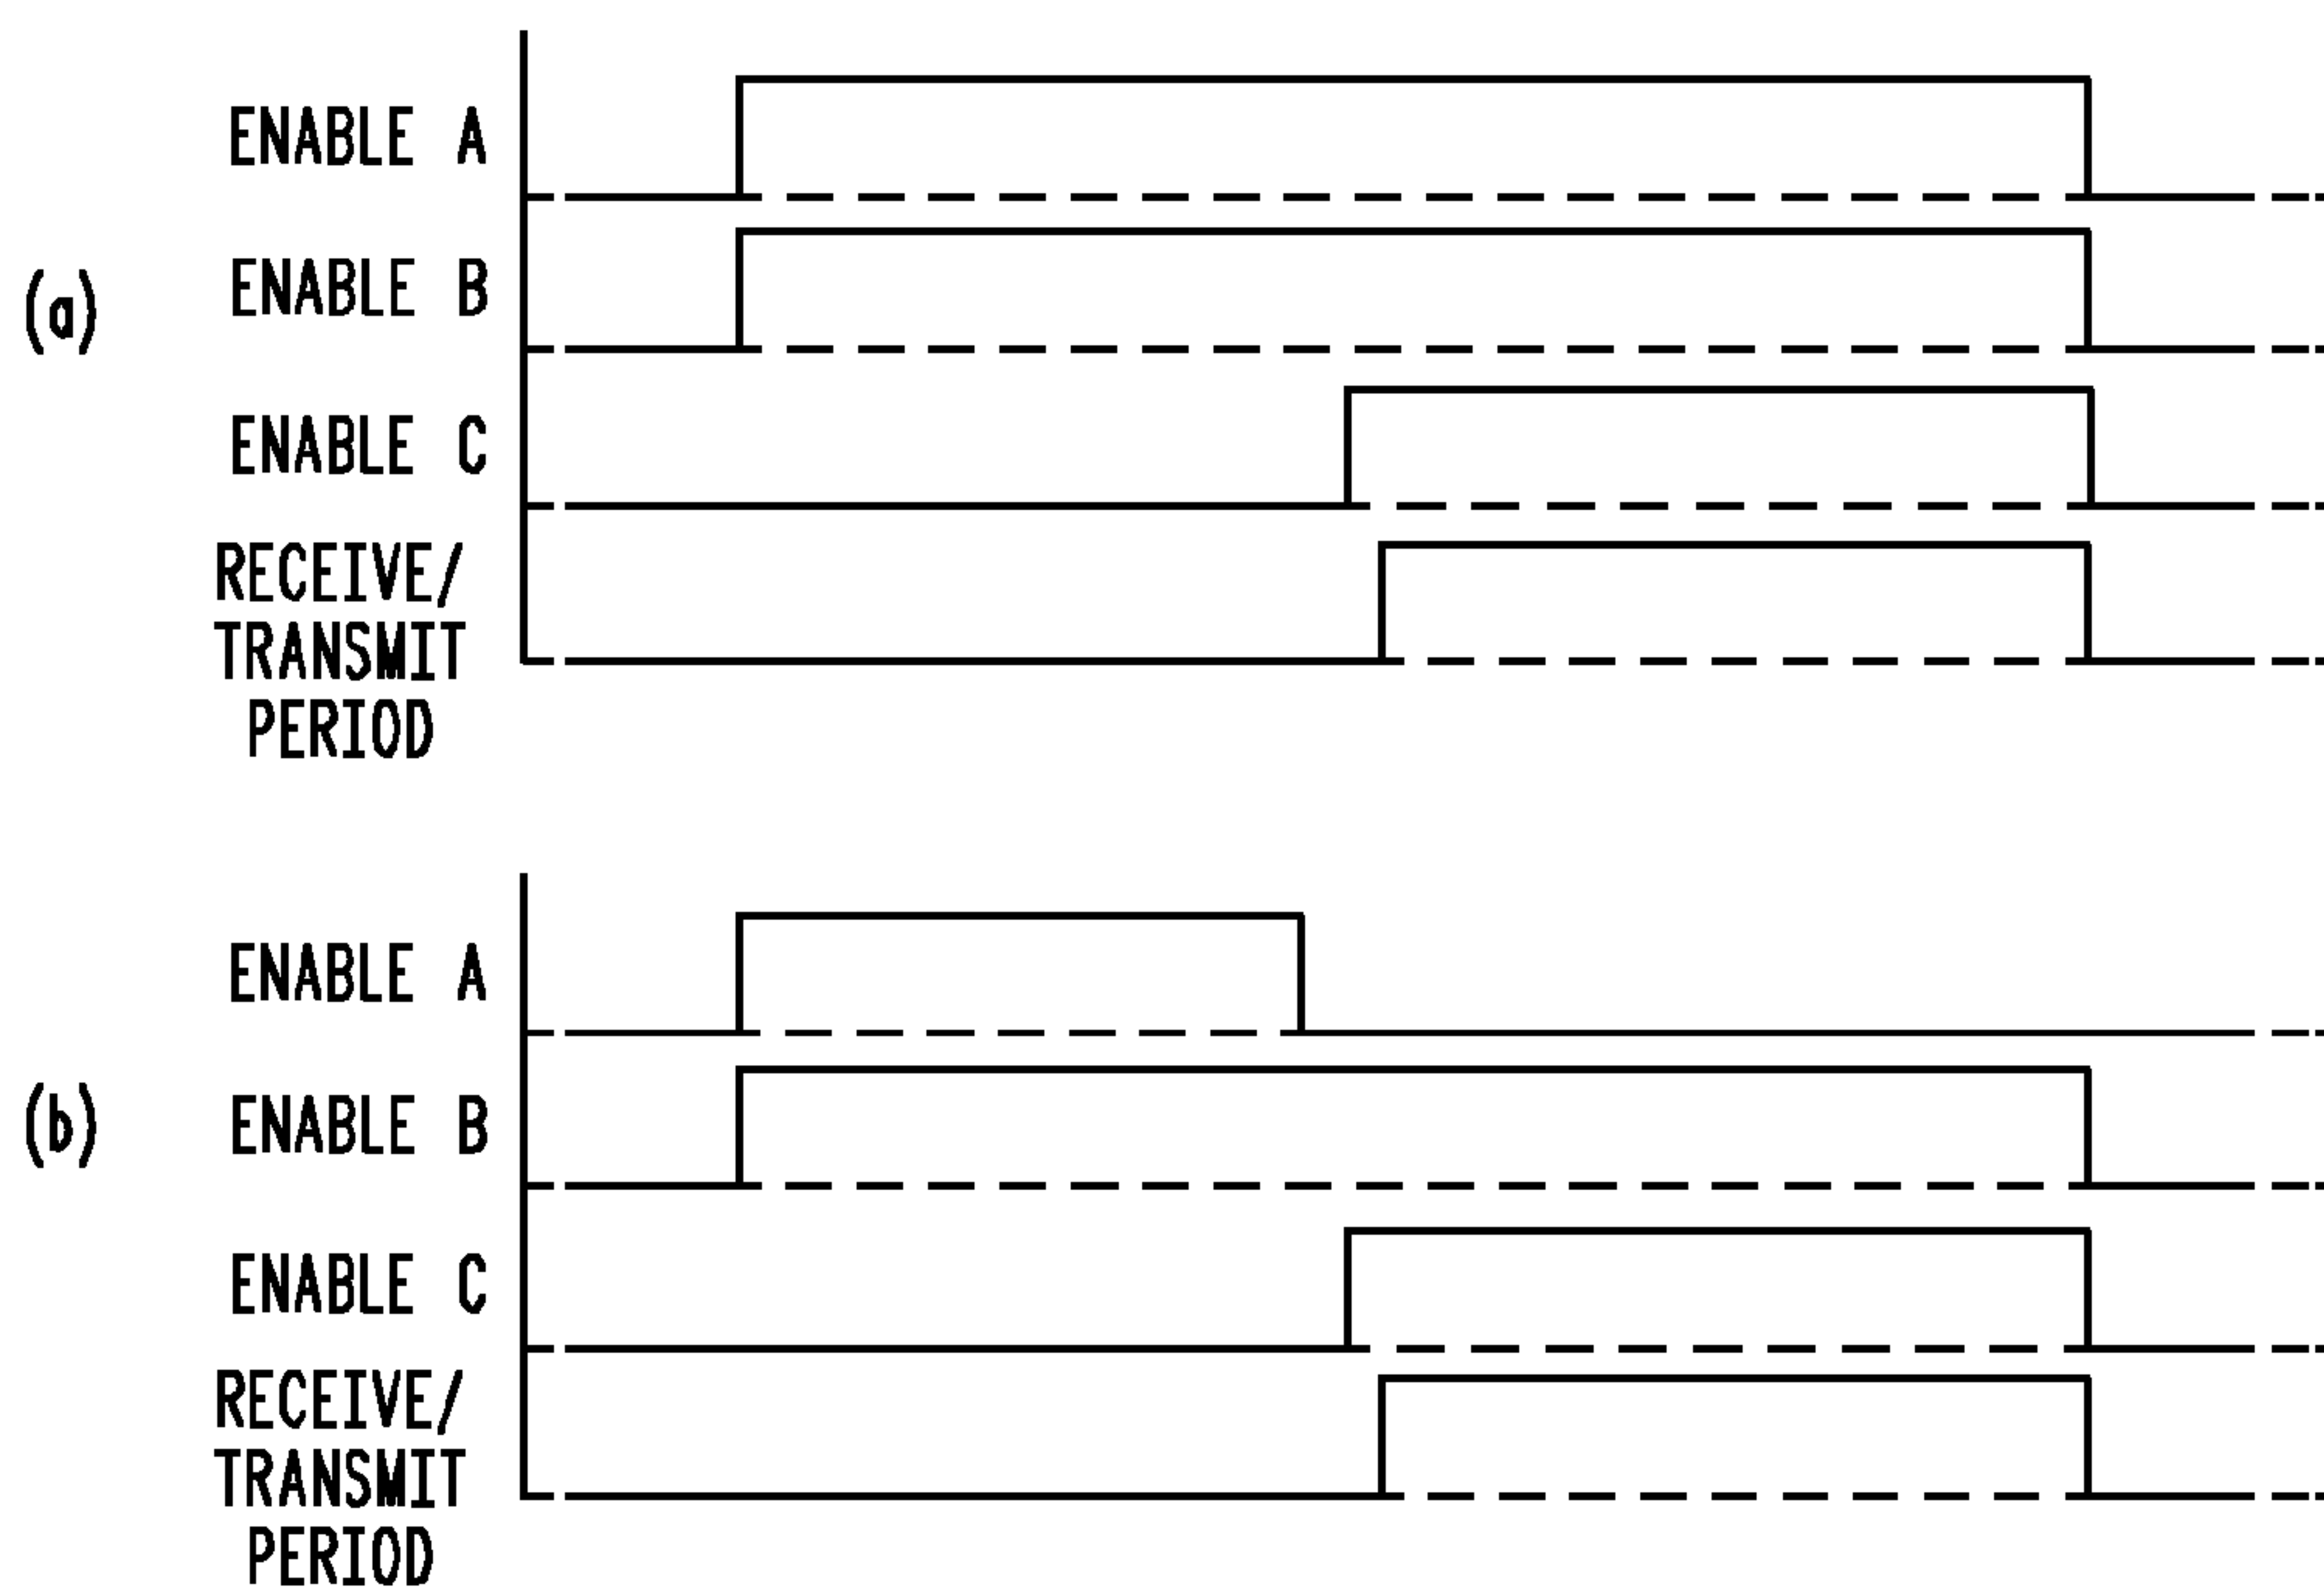 ENABLE A
ENABLE B
(a)
ENABLE C
RECEIVE/
TRANSMIT
PERIOD
ENABLE A
ENABLE B
(b)
ENABLE C
RECEIVE/
TRANSMIT
PERIOD